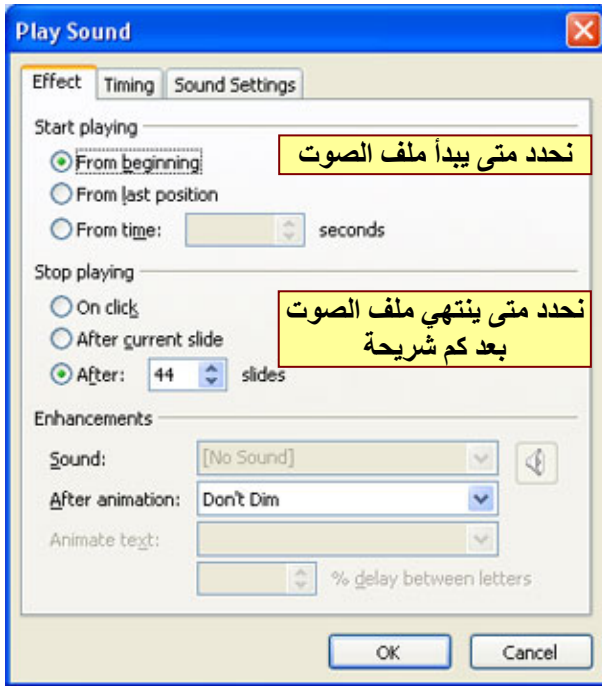 Play Sound
Effect Timing Sound Settings
Start playing
From beginning
نحدد متى يبدأ ملف الصوت
From last position
From time: seconds
Stop playing
On click
نحدد متى ينتهي ملف الصوت
بعد كم شريحة
After current slide
After: 44 slides
Enhancements
Sound: [No Sound]
After animation: Don't Dim
Animate text:
% delay between letters
OK Cancel